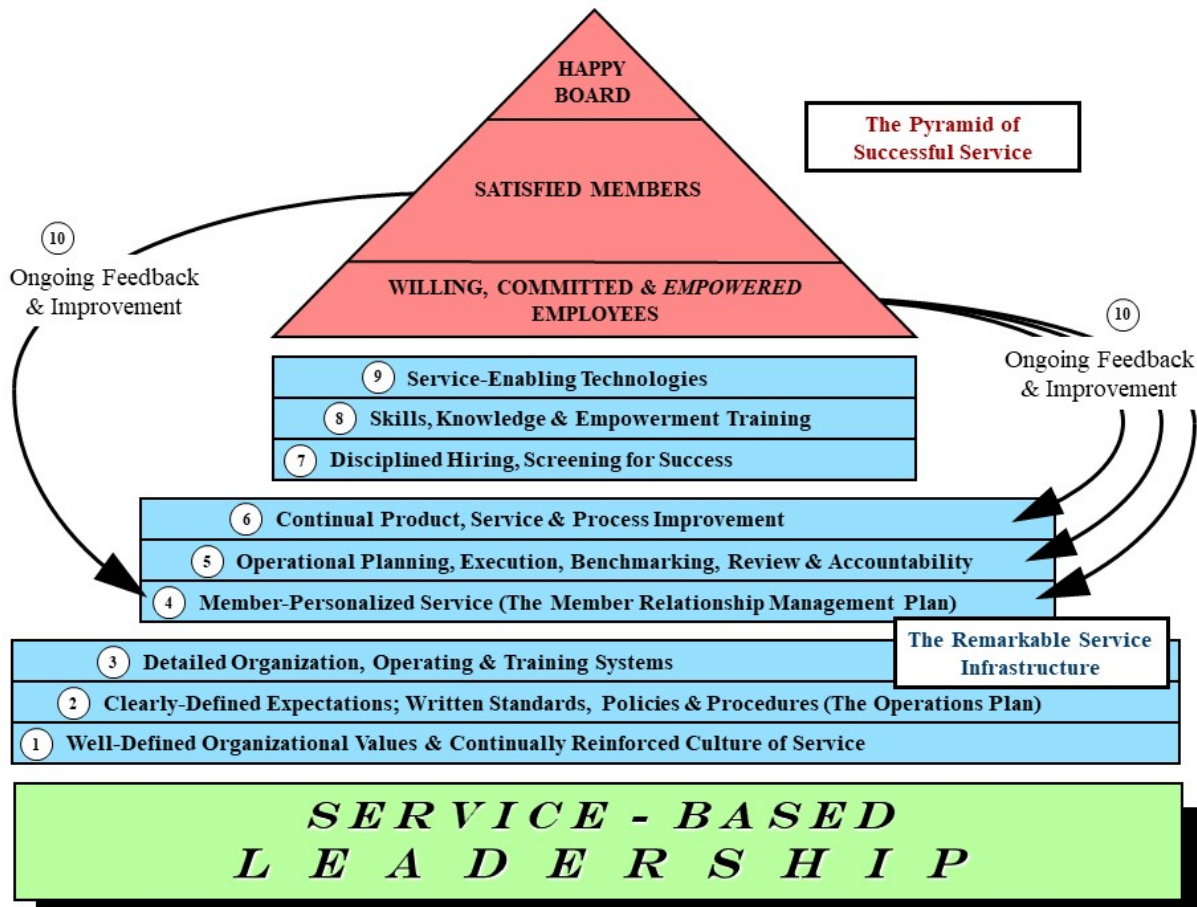 HAPPY
BOARD
The Pyramid of
Successful Service
SATISFIED MEMBERS
10
Ongoing Feedback
& Improvement
WILLING, COMMITTED & EMPOWERED
EMPLOYEES
10
Ongoing Feedback
& Improvement
9 Service-Enabling Technologies
8 Skills, Knowledge & Empowerment Training
7 Disciplined Hiring, Screening for Success
6 Continual Product, Service & Process Improvement
5 Operational Planning, Execution, Benchmarking, Review & Accountability
4 Member-Personalized Service (The Member Relationship Management Plan)
The Remarkable Service
Infrastructure
3 Detailed Organization, Operating & Training Systems
2 Clearly-Defined Expectations; Written Standards, Policies & Procedures (The Operations Plan)
1 Well-Defined Organizational Values & Continually Reinforced Culture of Service
SERVICE - BASED
LEADERSHIP